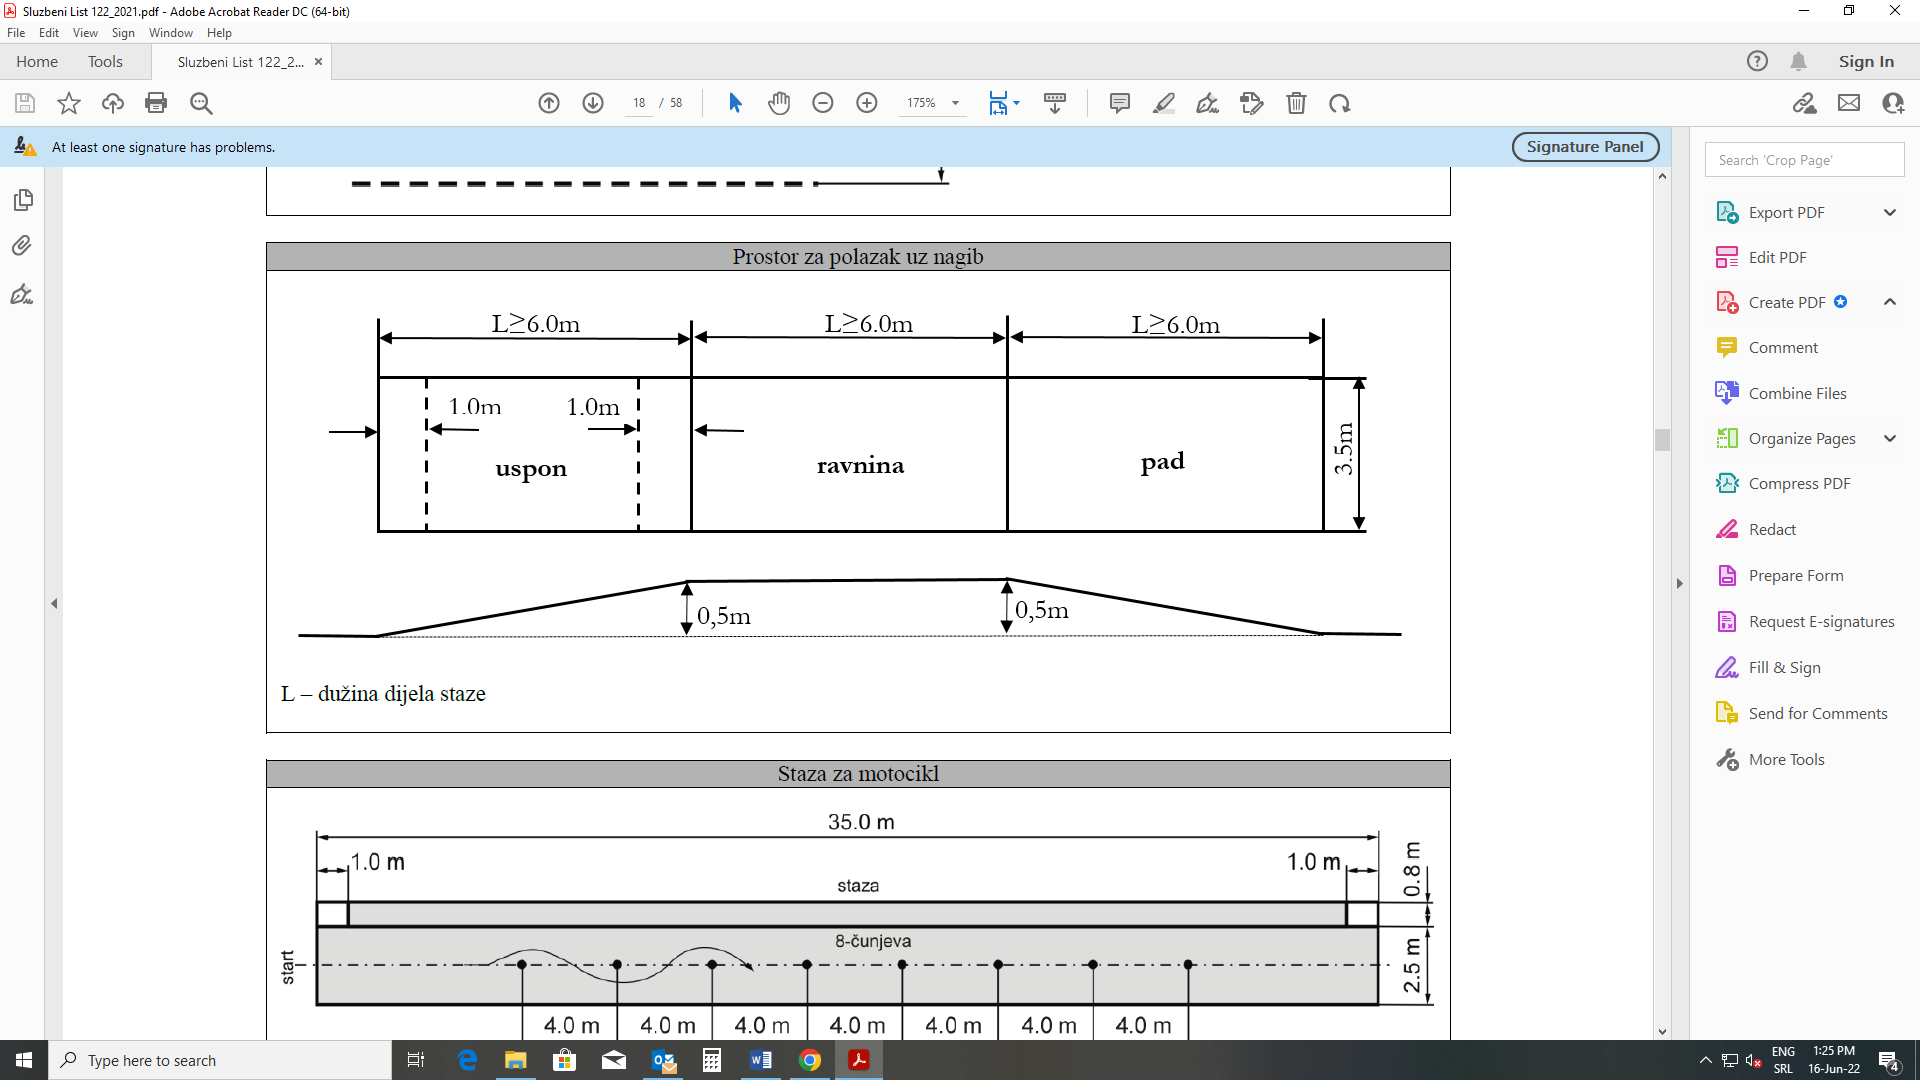 Sluzbeni List 122_2021.pdf - Adobe Acrobat Reader DC (64-bit)
File Edit View Sign Window Help
Home Tools Sluzbeni List 122_2... × Sign In
18 / 58 175%
At least one signature has problems. Signature Panel
Search 'Crop Page'
Export PDF
Edit PDF
Create PDF
Comment
Combine Files
Organize Pages
Compress PDF
Redact
Prepare Form
Request E-signatures
Fill & Sign
Send for Comments
More Tools
Prostor za polazak uz nagib
L≥6.0m L≥6.0m L≥6.0m
1.0m 1.0m
3.5m
uspon ravnina pad
0,5m 0,5m
L – dužina dijela staze
Staza za motocikl
35.0 m
1.0 m 1.0 m
0.8 m
staza
8-čunjeva
start
2.5 m
4.0 m 4.0 m 4.0 m 4.0 m 4.0 m 4.0 m 4.0 m
Type here to search
ENG
SRL
1:25 PM
16-Jun-22
4